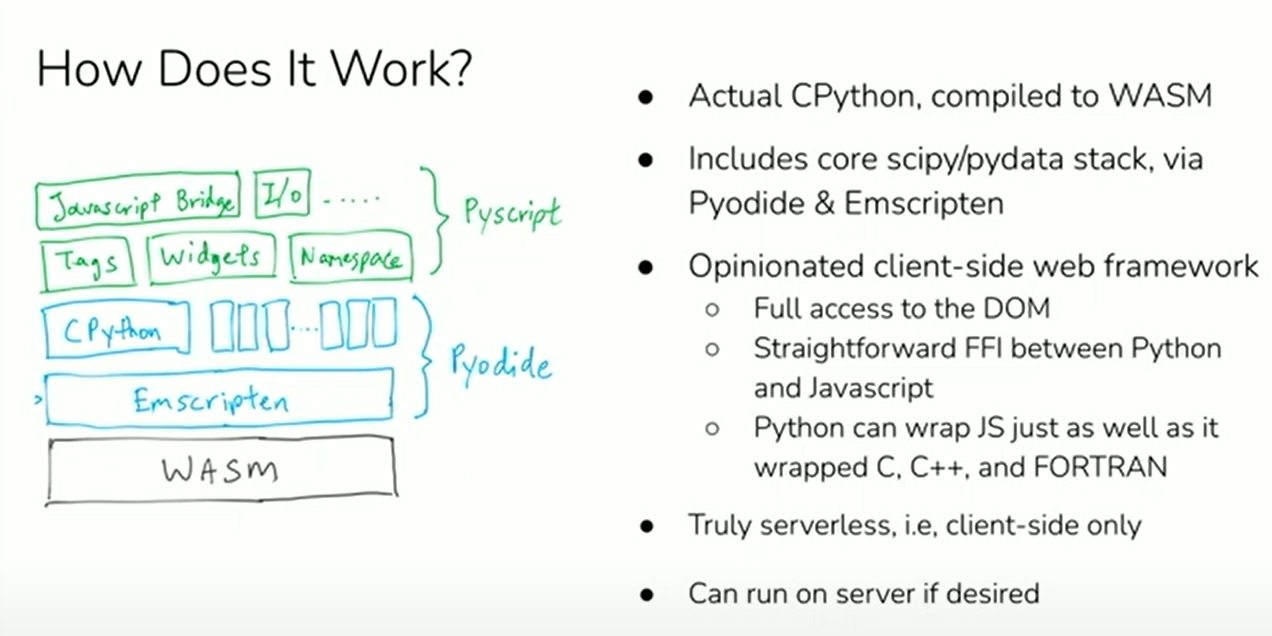 How Does It Work?
Javascript Bridge I/O .....
Pyscript
Tags Widgets Namespace
CPython ....
Pyodide
Emscripten
WASM
● Actual CPython, compiled to WASM
● Includes core scipy/pydata stack, via
Pyodide & Emscripten
● Opinionated client-side web framework
○ Full access to the DOM
○ Straightforward FFI between Python
and Javascript
○ Python can wrap JS just as well as it
wrapped C, C++, and FORTRAN
● Truly serverless, i.e, client-side only
● Can run on server if desired